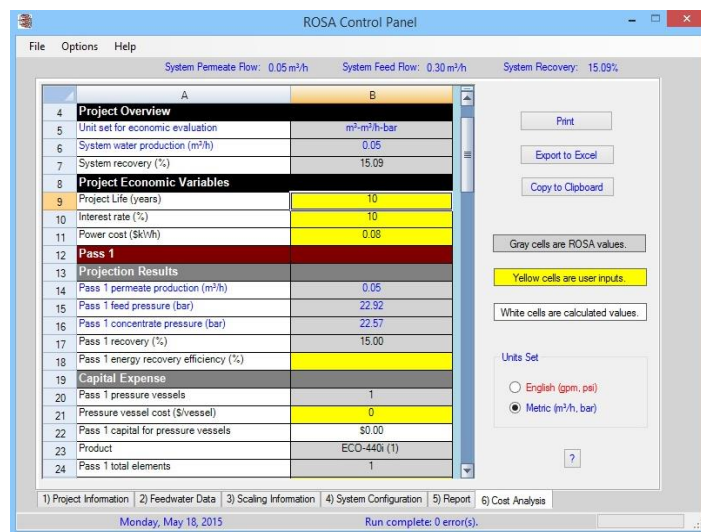 ROSA Control Panel
File Options Help
System Permeate Flow: 0.05 m³/h System Feed Flow: 0.30 m³/h System Recovery: 15.09%
A B
4 Project Overview
5 Unit set for economic evaluation m³-m³/h-bar
6 System water production (m³/h) 0.05
7 System recovery (%) 15.09
8 Project Economic Variables
9 Project Life (years) 10
10 Interest rate (%) 10
11 Power cost ($kWh) 0.08
12 Pass 1
13 Projection Results
14 Pass 1 permeate production (m³/h) 0.05
15 Pass 1 feed pressure (bar) 22.92
16 Pass 1 concentrate pressure (bar) 22.57
17 Pass 1 recovery (%) 15.00
18 Pass 1 energy recovery efficiency (%)
19 Capital Expense
20 Pass 1 pressure vessels 1
21 Pressure vessel cost ($/vessel) 0
22 Pass 1 capital for pressure vessels $0.00
23 Product ECO-440i (1)
24 Pass 1 total elements 1
Print
Export to Excel
Copy to Clipboard
Gray cells are ROSA values.
Yellow cells are user inputs.
White cells are calculated values.
Units Set
English (gpm, psi)
Metric (m³/h, bar)
?
1) Project Information 2) Feedwater Data 3) Scaling Information 4) System Configuration 5) Report 6) Cost Analysis
Monday, May 18, 2015 Run complete: 0 error(s).